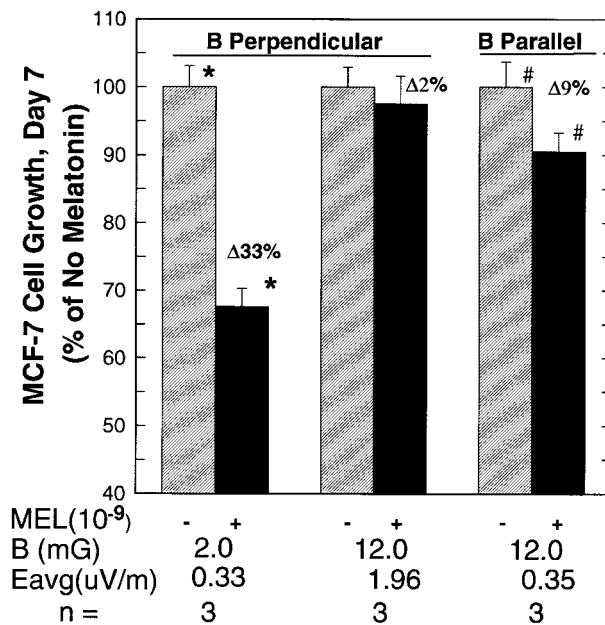 B Perpendicular B Parallel
110
100
90
80
70
60
50
40
MCF-7 Cell Growth, Day 7
(% of No Melatonin)
* Δ2% # Δ9%
#
Δ33%
*
MEL(10-9) - + - + - +
B (mG) 2.0 12.0 12.0
Eavg(uV/m) 0.33 1.96 0.35
n = 3 3 3